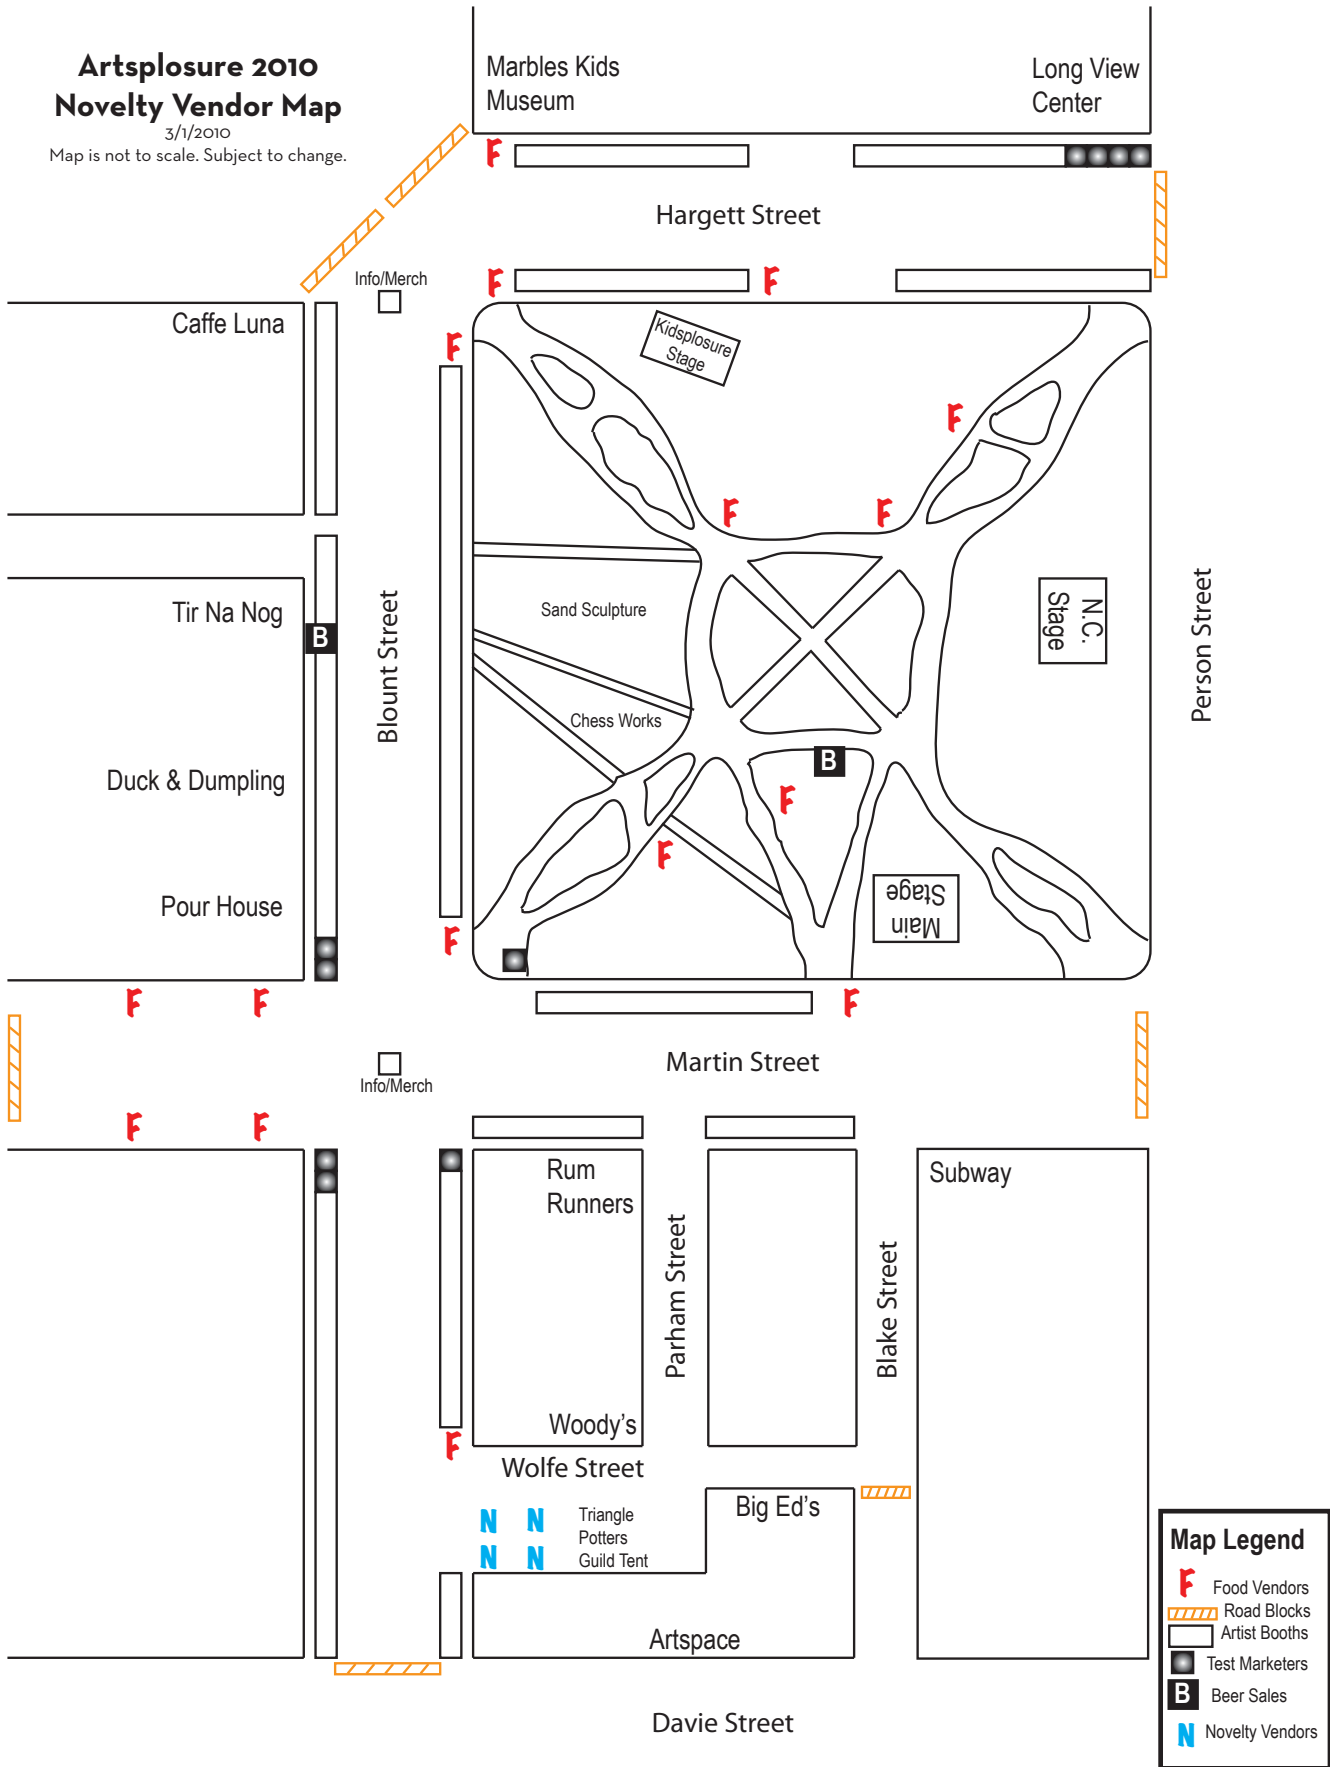 Artsplosure 2010
Novelty Vendor Map
3/1/2010
Map is not to scale. Subject to change.
Marbles Kids
Museum
Long View
Center
F
Hargett Street
Info/Merch
F
F
Caffe Luna
F
Kidsplosure
Stage
F
F
F
Tir Na Nog
B
Blount Street
Sand Sculpture
N.C.
Stage
Person Street
Chess Works
B
Duck & Dumpling
F
F
Main
Stage
Pour House
F
F
F
F
Info/Merch
Martin Street
F
F
Rum
Runners
Subway
Parham Street
Blake Street
Woody's
F
Wolfe Street
N
N
Triangle
Potters
Guild Tent
N
N
Big Ed's
Artspace
Davie Street
Map Legend
F Food Vendors
Road Blocks
Artist Booths
Test Marketers
B Beer Sales
N Novelty Vendors